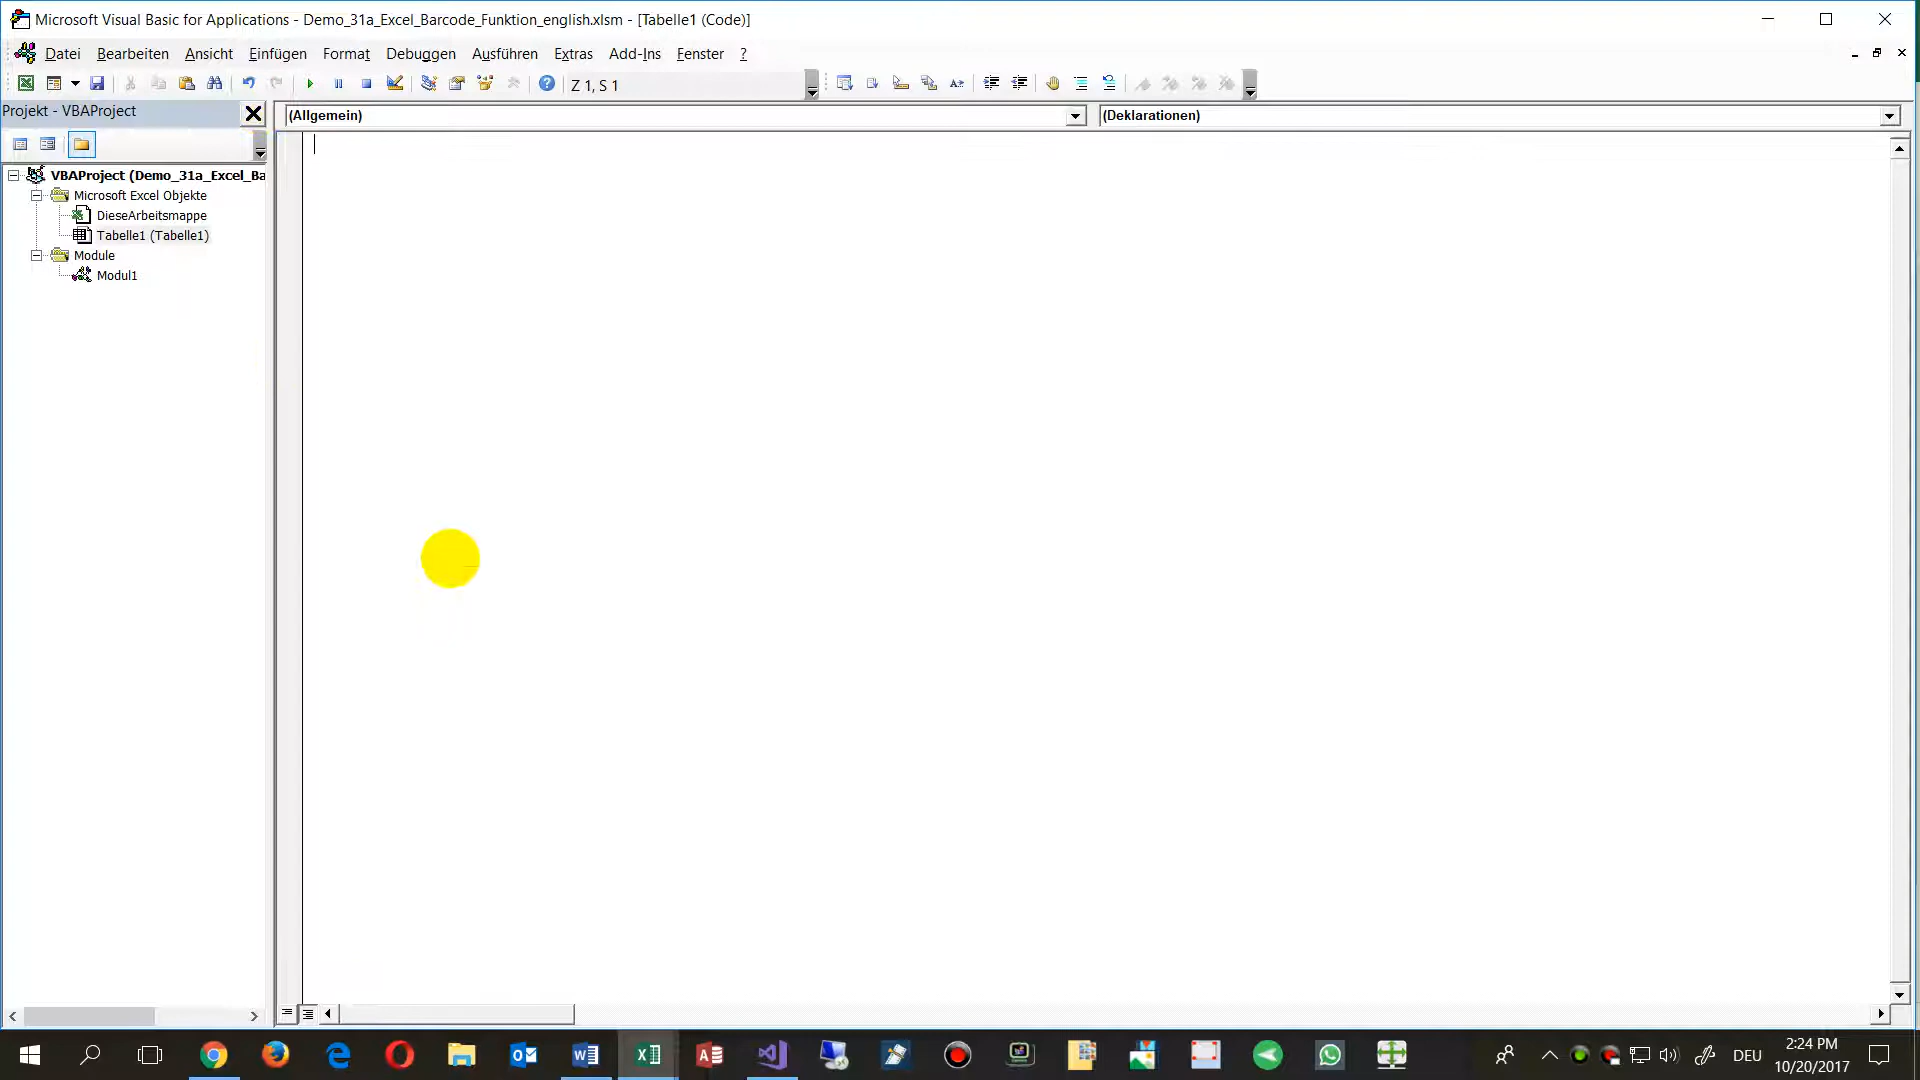 Microsoft Visual Basic for Applications - Demo_31a_Excel_Barcode_Funktion_english.xlsm - [Tabelle1 (Code)]
Datei Bearbeiten Ansicht Einfügen Format Debuggen Ausführen Extras Add-Ins Fenster ?
Z 1, S 1
Projekt - VBAProject
(Allgemein)
(Deklarationen)
VBAProject (Demo_31a_Excel_Ba
Microsoft Excel Objekte
DieseArbeitsmappe
Tabelle1 (Tabelle1)
Module
Modul1
DEU
2:24 PM
10/20/2017